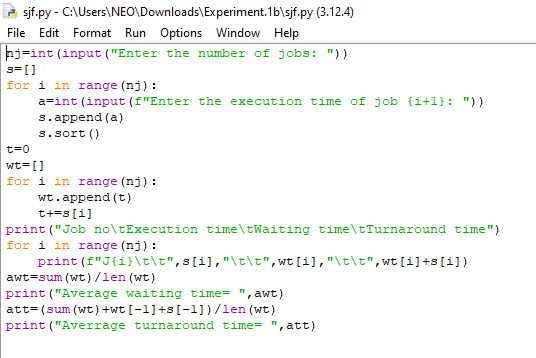 sjf.py - C:\Users\NEO\Downloads\Experiment.1b\sjf.py (3.12.4)
File Edit Format Run Options Window Help
nj=int(input("Enter the number of jobs: "))
s=[]
for i in range(nj):
    a=int(input(f"Enter the execution time of job {i+1}: "))
    s.append(a)
    s.sort()
t=0
wt=[]
for i in range(nj):
    wt.append(t)
    t+=s[i]
print("Job no\tExecution time\tWaiting time\tTurnaround time")
for i in range(nj):
    print(f"J{i}\t\t",s[i],"\t\t",wt[i],"\t\t",wt[i]+s[i])
awt=sum(wt)/len(wt)
print("Average waiting time= ",awt)
att=(sum(wt)+wt[-1]+s[-1])/len(wt)
print("Averrage turnaround time= ",att)